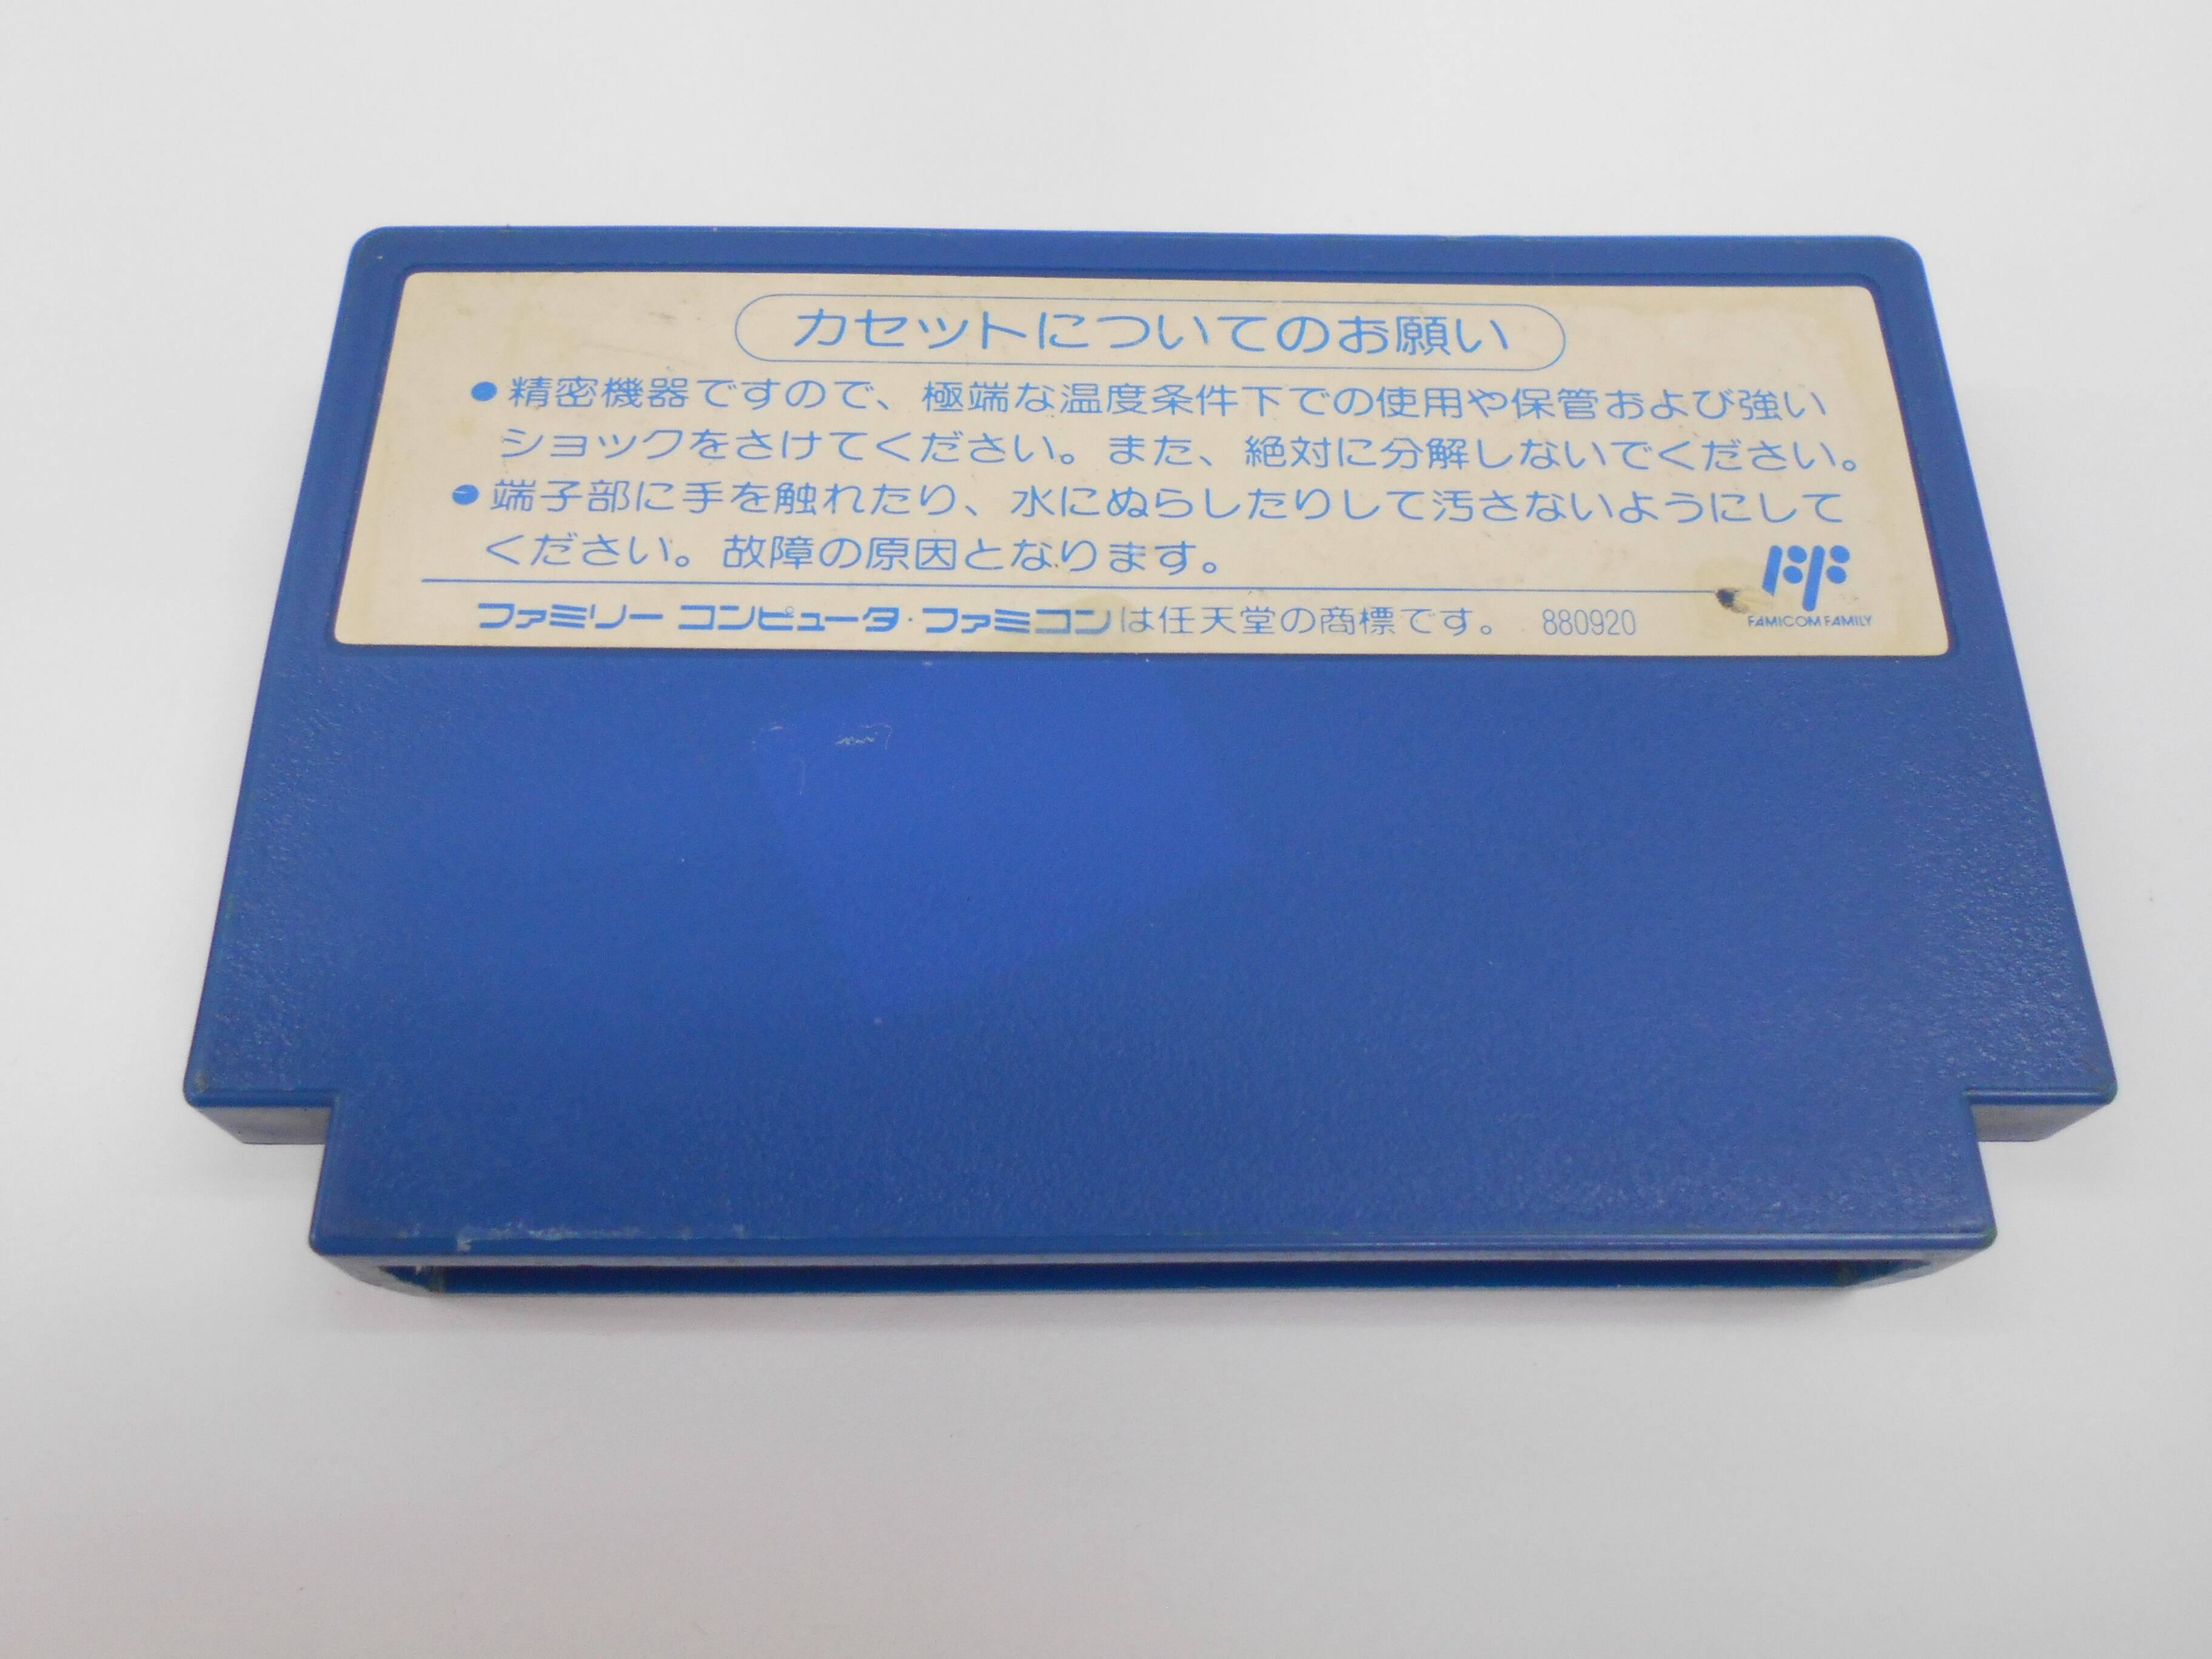 カセットについてのお願い
●精密機器ですので、極端な温度条件下での使用や保管および強い
ショックをさけてください。また、絶対に分解しないでください。
●端子部に手を触れたり、水にぬらしたりして汚さないようにして
ください。故障の原因となります。
ファミリー コンピュータ・ファミコンは任天堂の商標です。 880920
FAMICOM FAMILY